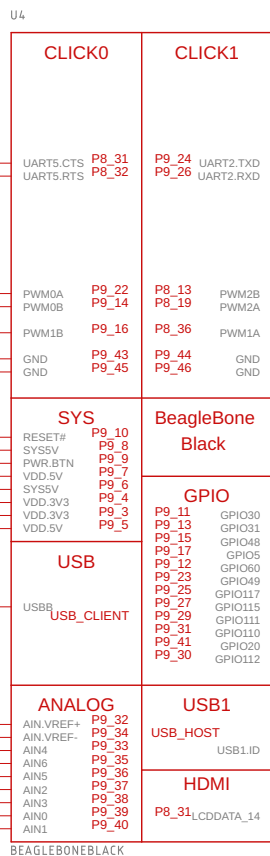 U4
CLICK0
CLICK1
UART5.CTS P8_31
UART5.RTS P8_32
P9_24 UART2.TXD
P9_26 UART2.RXD
PWM0A P9_22
PWM0B P9_14
PWM1B P9_16
GND P9_43
GND P9_45
P8_13 PWM2B
P8_19 PWM2A
P8_36 PWM1A
P9_44 GND
P9_46 GND
SYS
RESET# P9_10
SYS5V P9_8
PWR.BTN P9_9
VDD.5V P9_7
SYS5V P9_6
VDD.3V3 P9_4
VDD.3V3 P9_3
VDD.5V P9_5
BeagleBone
Black
GPIO
P9_11 GPIO30
P9_13 GPIO31
P9_15 GPIO48
P9_17 GPIO5
P9_12 GPIO60
P9_23 GPIO49
P9_25 GPIO117
P9_27 GPIO115
P9_29 GPIO111
P9_31 GPIO110
P9_41 GPIO20
P9_30 GPIO112
USB
USBB USB_CLIENT
ANALOG
AIN.VREF+ P9_32
AIN.VREF- P9_34
AIN4 P9_33
AIN6 P9_35
AIN5 P9_36
AIN2 P9_37
AIN3 P9_38
AIN0 P9_39
AIN1 P9_40
USB1
USB_HOST
USB1.ID
HDMI
P8_31 LCDDATA_14
BEAGLEBONEBLACK